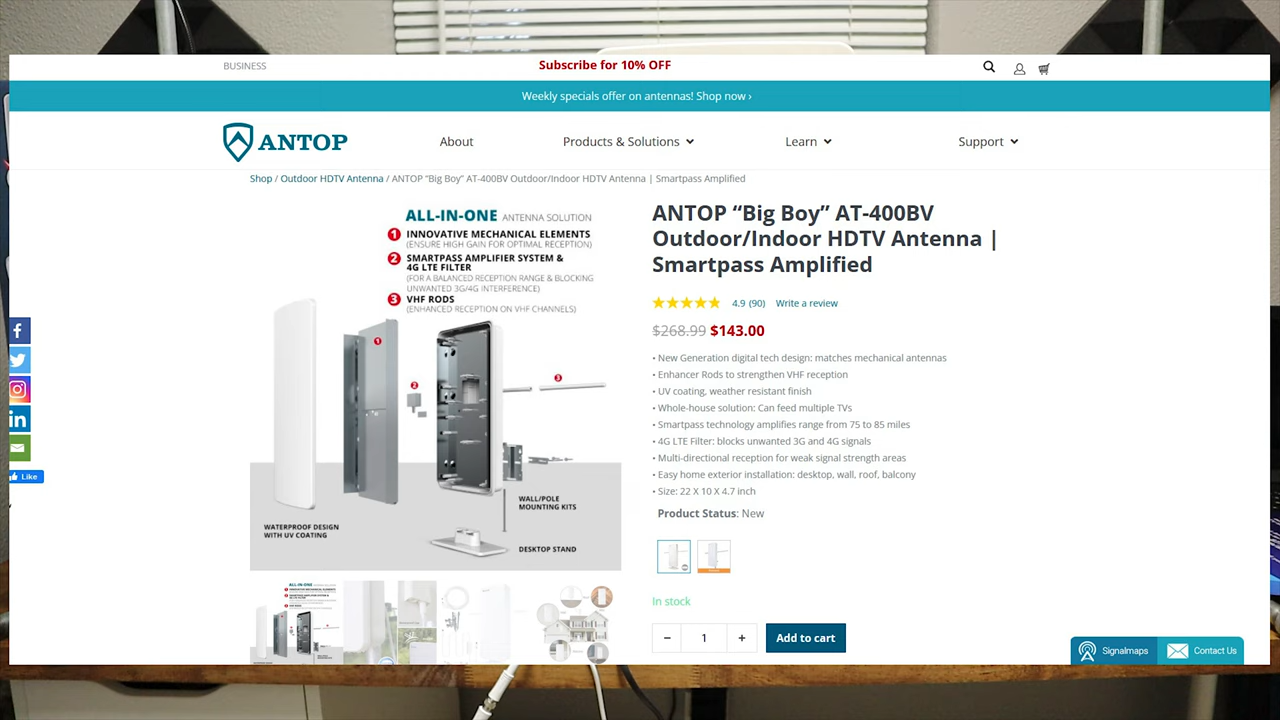 BUSINESS
Subscribe for 10% OFF
Weekly specials offer on antennas! Shop now ›
ANTOP
About
Products & Solutions
Learn
Support
Shop / Outdoor HDTV Antenna / ANTOP “Big Boy” AT-400BV Outdoor/Indoor HDTV Antenna | Smartpass Amplified
ALL-IN-ONE ANTENNA SOLUTION
1 INNOVATIVE MECHANICAL ELEMENTS
(ENSURE HIGH GAIN FOR OPTIMAL RECEPTION)
2 SMARTPASS AMPLIFIER SYSTEM &
4G LTE FILTER
(FOR A BALANCED RECEPTION RANGE & BLOCKING
UNWANTED 3G/4G INTERFERENCE)
3 VHF RODS
(ENHANCED RECEPTION ON VHF CHANNELS)
1
2
3
WALL/POLE
MOUNTING KITS
WATERPROOF DESIGN
WITH UV COATING
DESKTOP STAND
Like
ANTOP “Big Boy” AT-400BV
Outdoor/Indoor HDTV Antenna |
Smartpass Amplified
4.9 (90) Write a review
$268.99 $143.00
• New Generation digital tech design: matches mechanical antennas
• Enhancer Rods to strengthen VHF reception
• UV coating, weather resistant finish
• Whole-house solution: Can feed multiple TVs
• Smartpass technology amplifies range from 75 to 85 miles
• 4G LTE Filter: blocks unwanted 3G and 4G signals
• Multi-directional reception for weak signal strength areas
• Easy home exterior installation: desktop, wall, roof, balcony
• Size: 22 X 10 X 4.7 inch
Product Status: New
In stock
− 1 +
Add to cart
Signalmaps
Contact Us